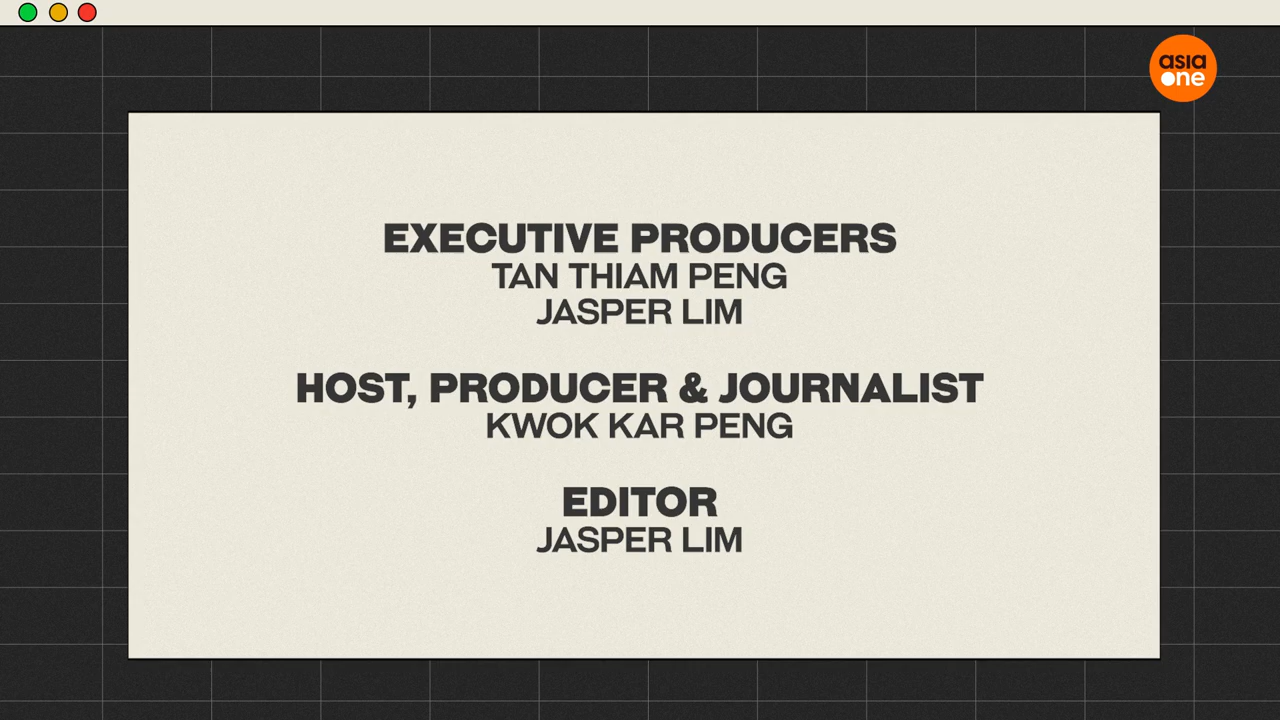 asia
one
EXECUTIVE PRODUCERS
TAN THIAM PENG
JASPER LIM
HOST, PRODUCER & JOURNALIST
KWOK KAR PENG
EDITOR
JASPER LIM